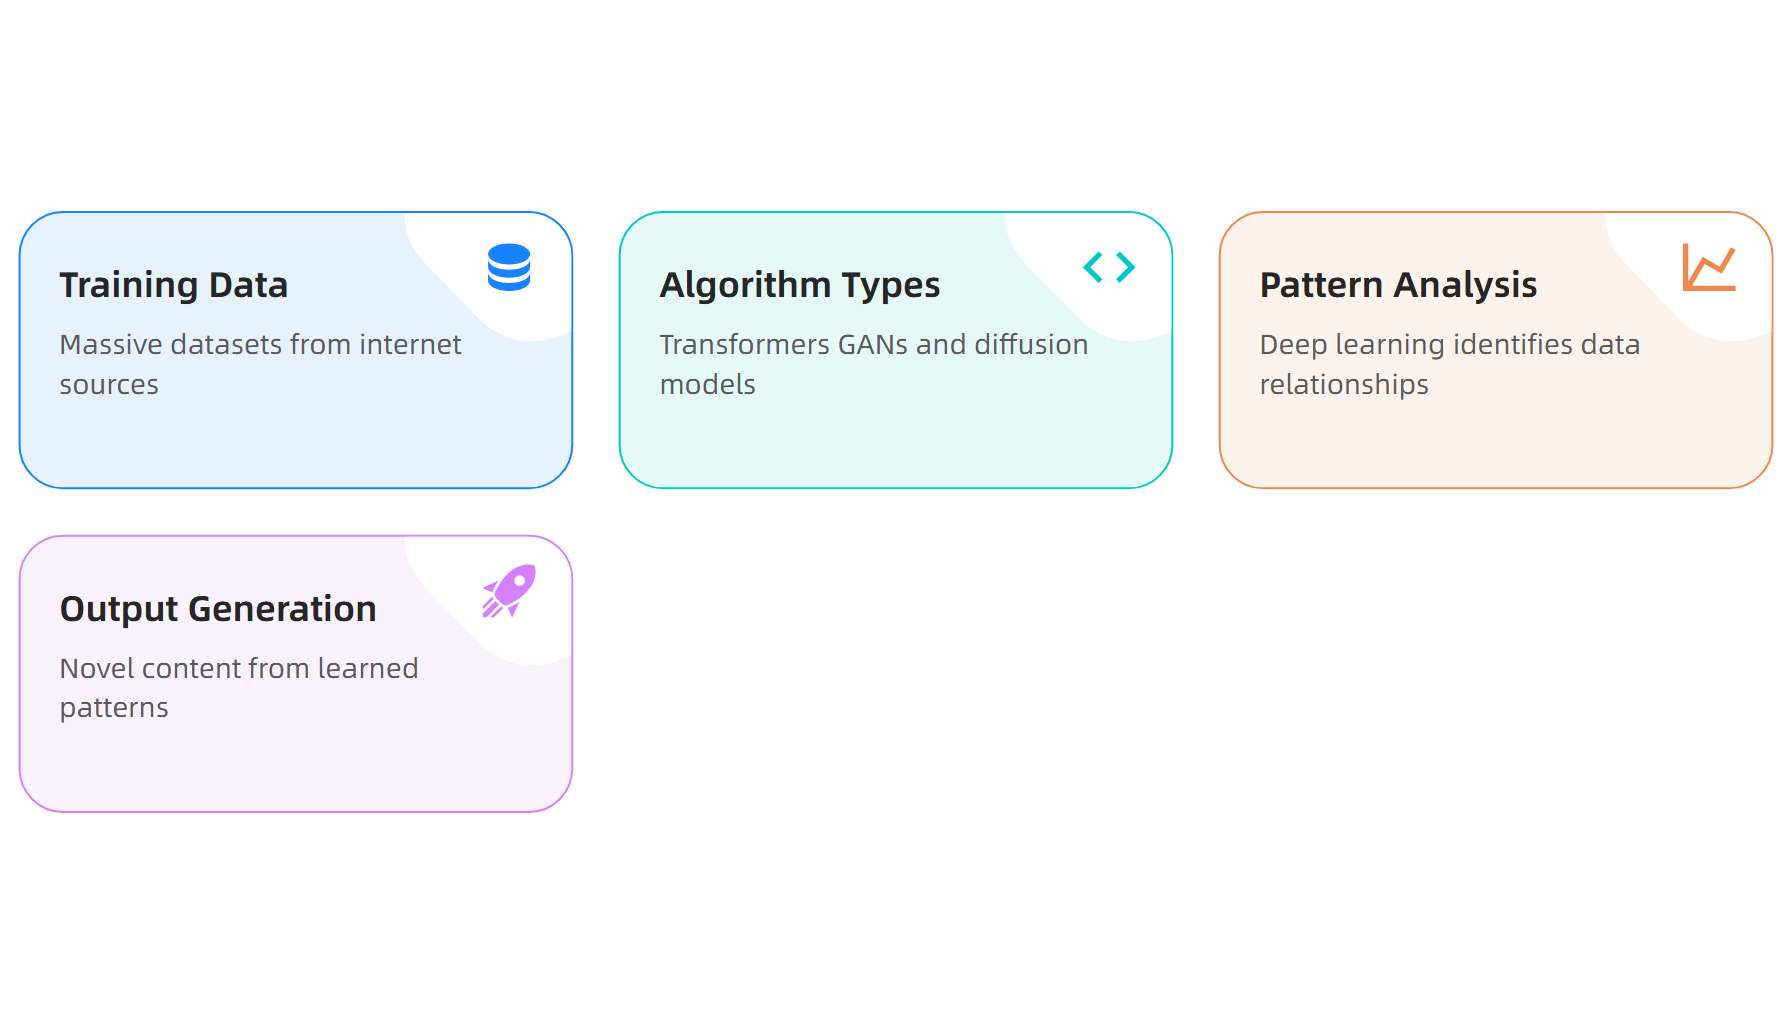 Training Data
Massive datasets from internet
sources
Algorithm Types
Transformers GANs and diffusion
models
Pattern Analysis
Deep learning identifies data
relationships
Output Generation
Novel content from learned
patterns